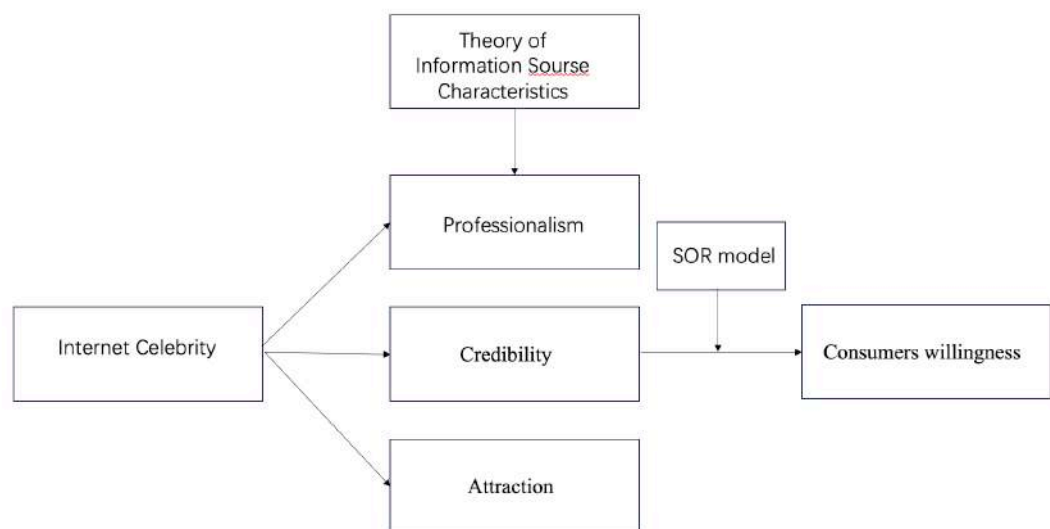 Theory of
Information Sourse
Characteristics
Professionalism
SOR model
Internet Celebrity
Credibility
Consumers willingness
Attraction